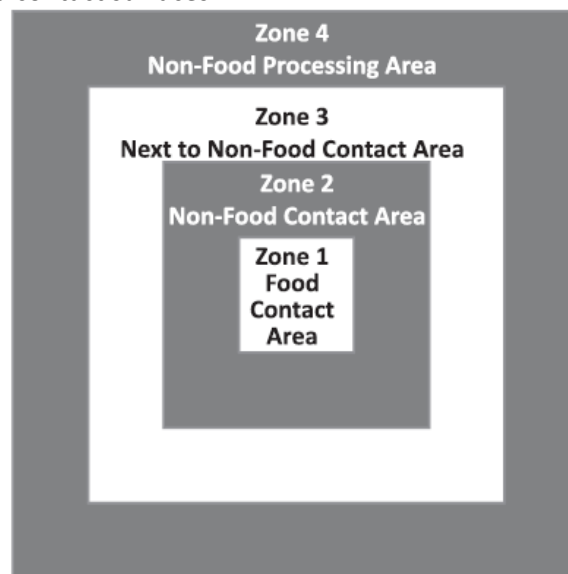 Zone 4
Non-Food Processing Area
Zone 3
Next to Non-Food Contact Area
Zone 2
Non-Food Contact Area
Zone 1
Food
Contact
Area